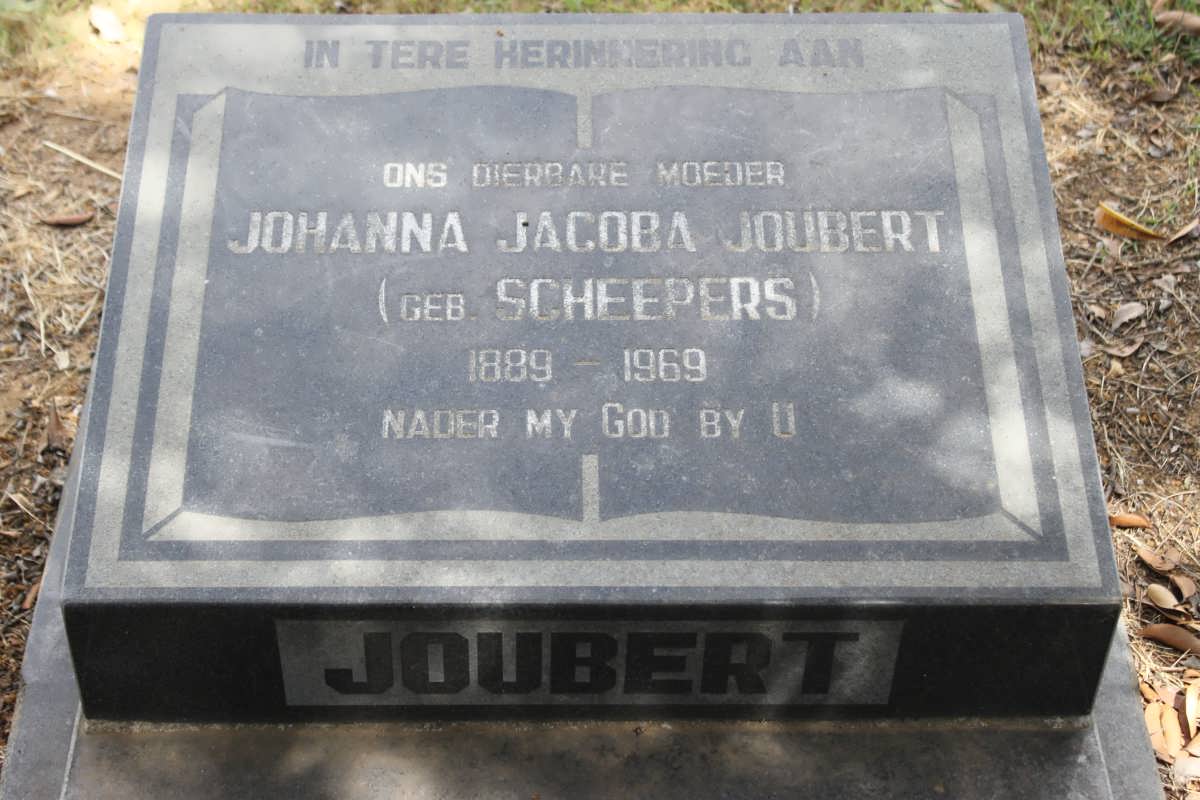 IN TERE HERINNERING AAN
ONS DIERBARE MOEDER
JOHANNA JACOBA JOUBERT
(GEB. SCHEEPERS)
1889 - 1969
NADER MY GOD BY U
JOUBERT